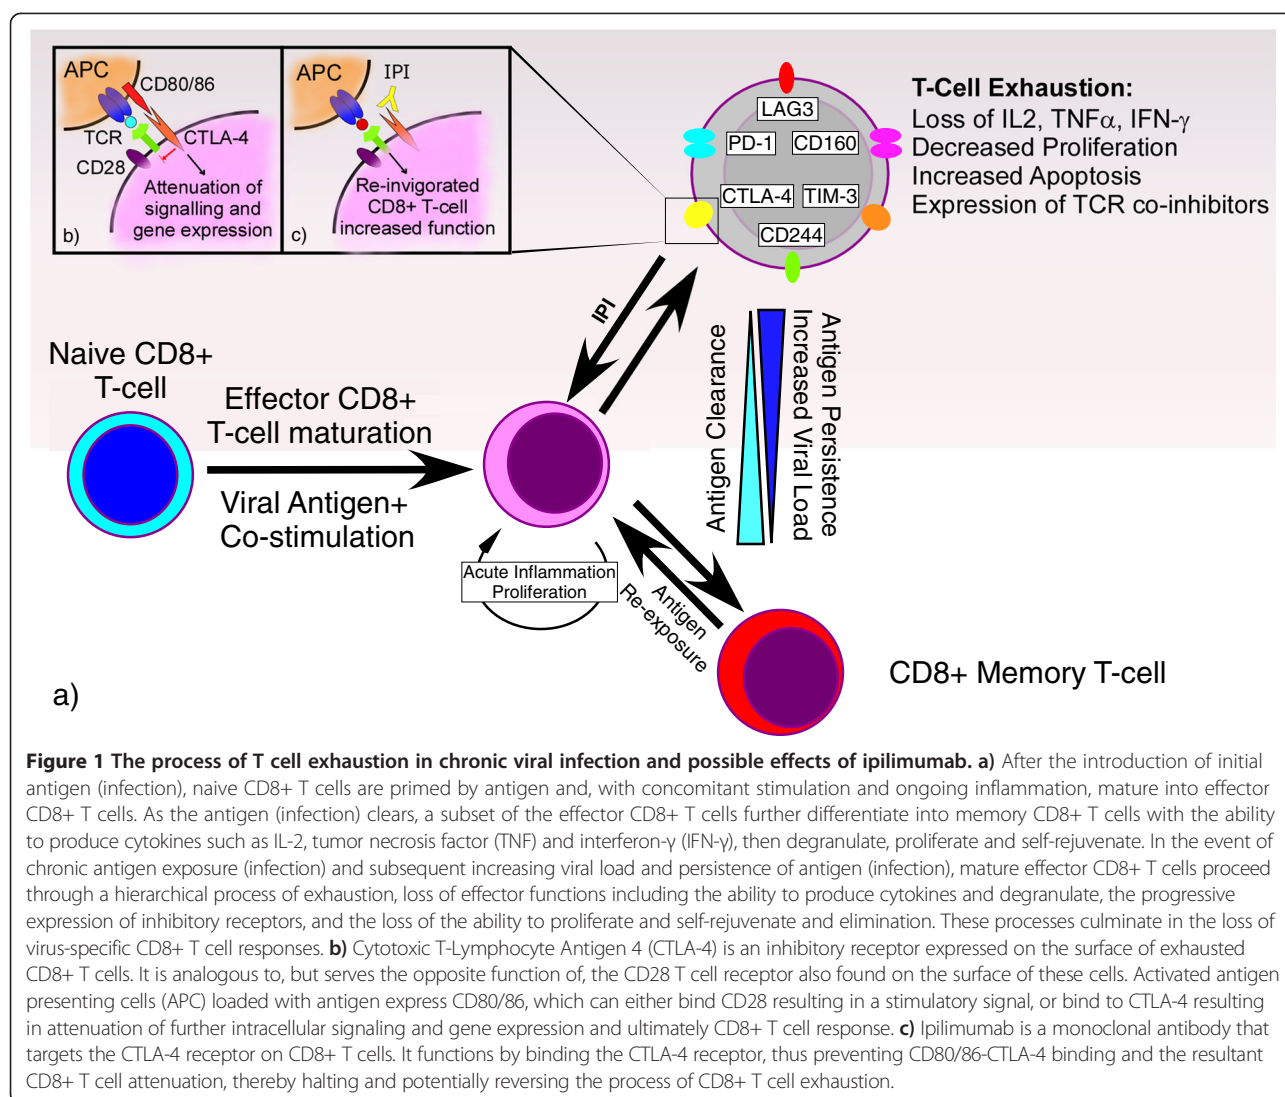 APC
CD80/86
TCR
CTLA-4
CD28
Attenuation of
signalling and
gene expression
b)
APC
IPI
Re-invigorated
CD8+ T-cell
increased function
c)
LAG3
PD-1
CD160
CTLA-4
TIM-3
CD244
T-Cell Exhaustion:
Loss of IL2, TNFα, IFN-γ
Decreased Proliferation
Increased Apoptosis
Expression of TCR co-inhibitors
IPI
Naive CD8+
T-cell
Effector CD8+
T-cell maturation
Viral Antigen+
Co-stimulation
Antigen Clearance
Antigen Persistence
Increased Viral Load
Acute Inflammation
Proliferation
Antigen
Re-exposure
CD8+ Memory T-cell
a)
Figure 1 The process of T cell exhaustion in chronic viral infection and possible effects of ipilimumab. a) After the introduction of initial
antigen (infection), naive CD8+ T cells are primed by antigen and, with concomitant stimulation and ongoing inflammation, mature into effector
CD8+ T cells. As the antigen (infection) clears, a subset of the effector CD8+ T cells further differentiate into memory CD8+ T cells with the ability
to produce cytokines such as IL-2, tumor necrosis factor (TNF) and interferon-γ (IFN-γ), then degranulate, proliferate and self-rejuvenate. In the event of
chronic antigen exposure (infection) and subsequent increasing viral load and persistence of antigen (infection), mature effector CD8+ T cells proceed
through a hierarchical process of exhaustion, loss of effector functions including the ability to produce cytokines and degranulate, the progressive
expression of inhibitory receptors, and the loss of the ability to proliferate and self-rejuvenate and elimination. These processes culminate in the loss of
virus-specific CD8+ T cell responses. b) Cytotoxic T-Lymphocyte Antigen 4 (CTLA-4) is an inhibitory receptor expressed on the surface of exhausted
CD8+ T cells. It is analogous to, but serves the opposite function of, the CD28 T cell receptor also found on the surface of these cells. Activated antigen
presenting cells (APC) loaded with antigen express CD80/86, which can either bind CD28 resulting in a stimulatory signal, or bind to CTLA-4 resulting
in attenuation of further intracellular signaling and gene expression and ultimately CD8+ T cell response. c) Ipilimumab is a monoclonal antibody that
targets the CTLA-4 receptor on CD8+ T cells. It functions by binding the CTLA-4 receptor, thus preventing CD80/86-CTLA-4 binding and the resultant
CD8+ T cell attenuation, thereby halting and potentially reversing the process of CD8+ T cell exhaustion.